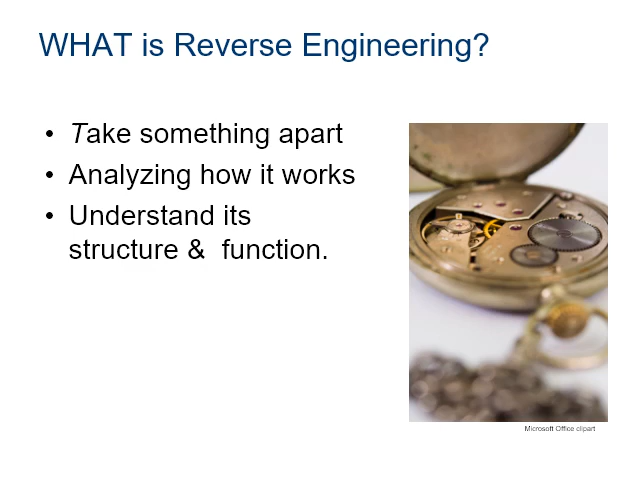 WHAT is Reverse Engineering?
• Take something apart
• Analyzing how it works
• Understand its
structure &  function.
Microsoft Office clipart